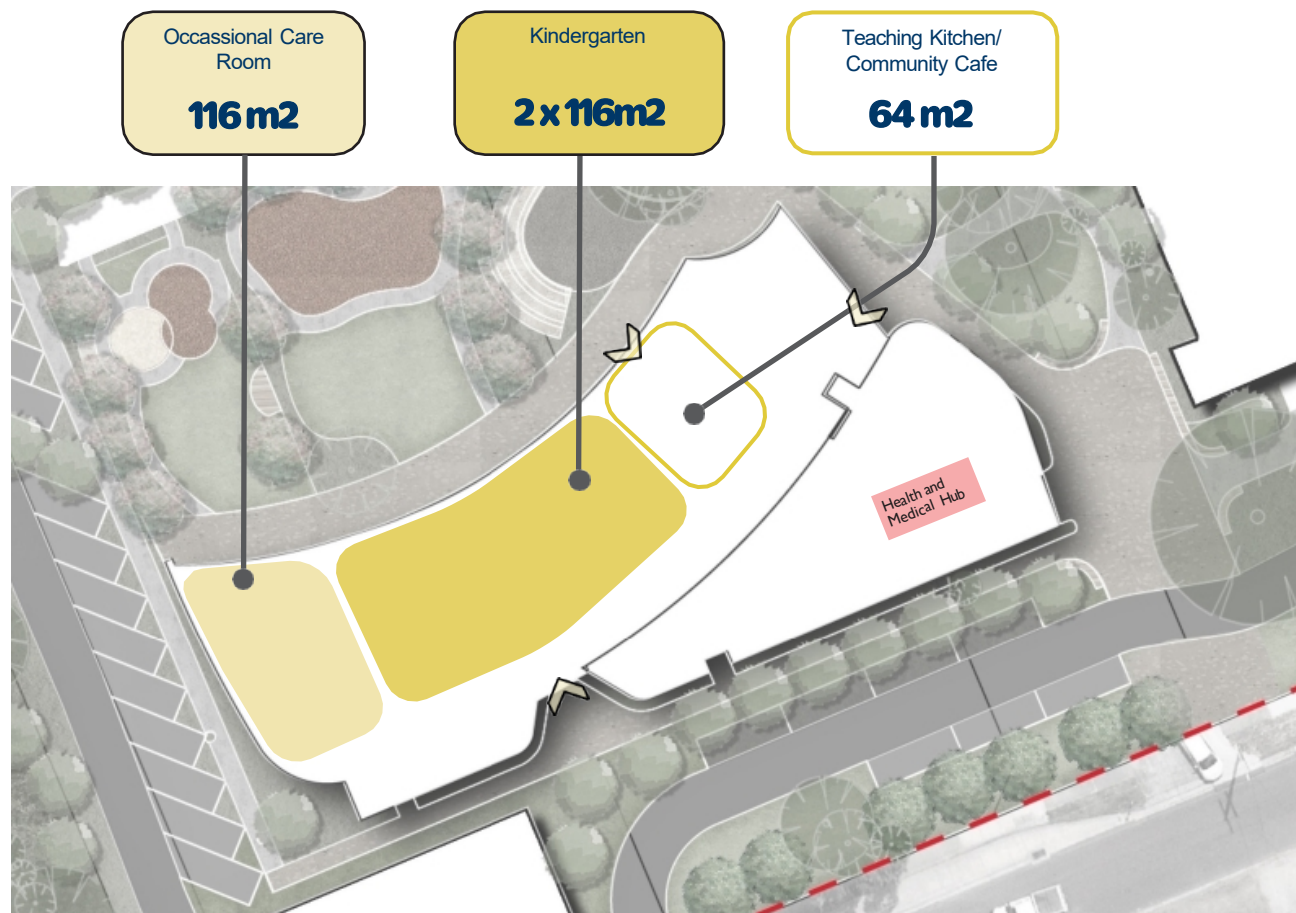 Occassional Care
Room
116 m2
Kindergarten
2 x 116m2
Teaching Kitchen/
Community Cafe
64 m2
Health and
Medical Hub